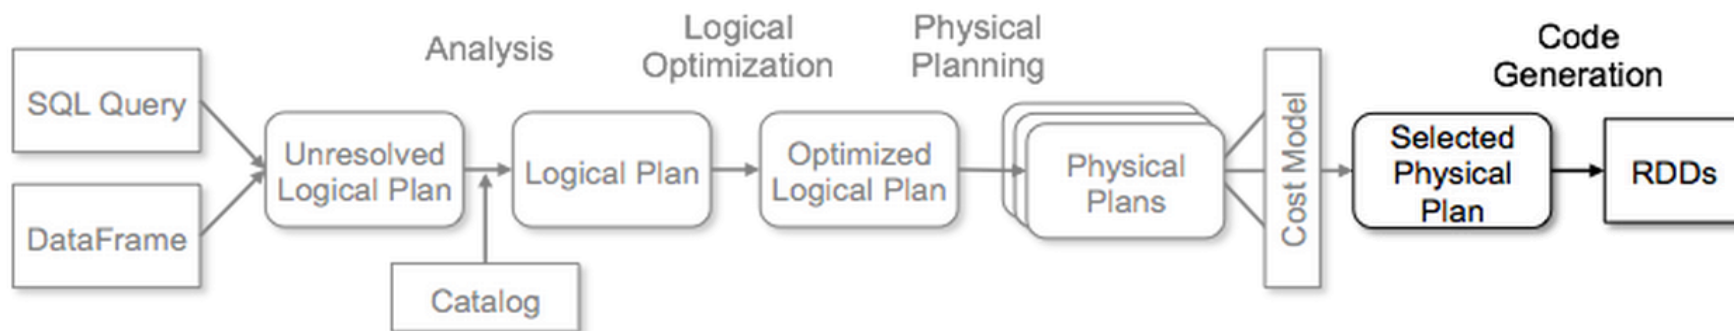 Analysis
Logical
Optimization
Physical
Planning
Code
Generation
SQL Query
DataFrame
Unresolved
Logical Plan
Catalog
Logical Plan
Optimized
Logical Plan
Physical
Plans
Cost Model
Selected
Physical
Plan
RDDs